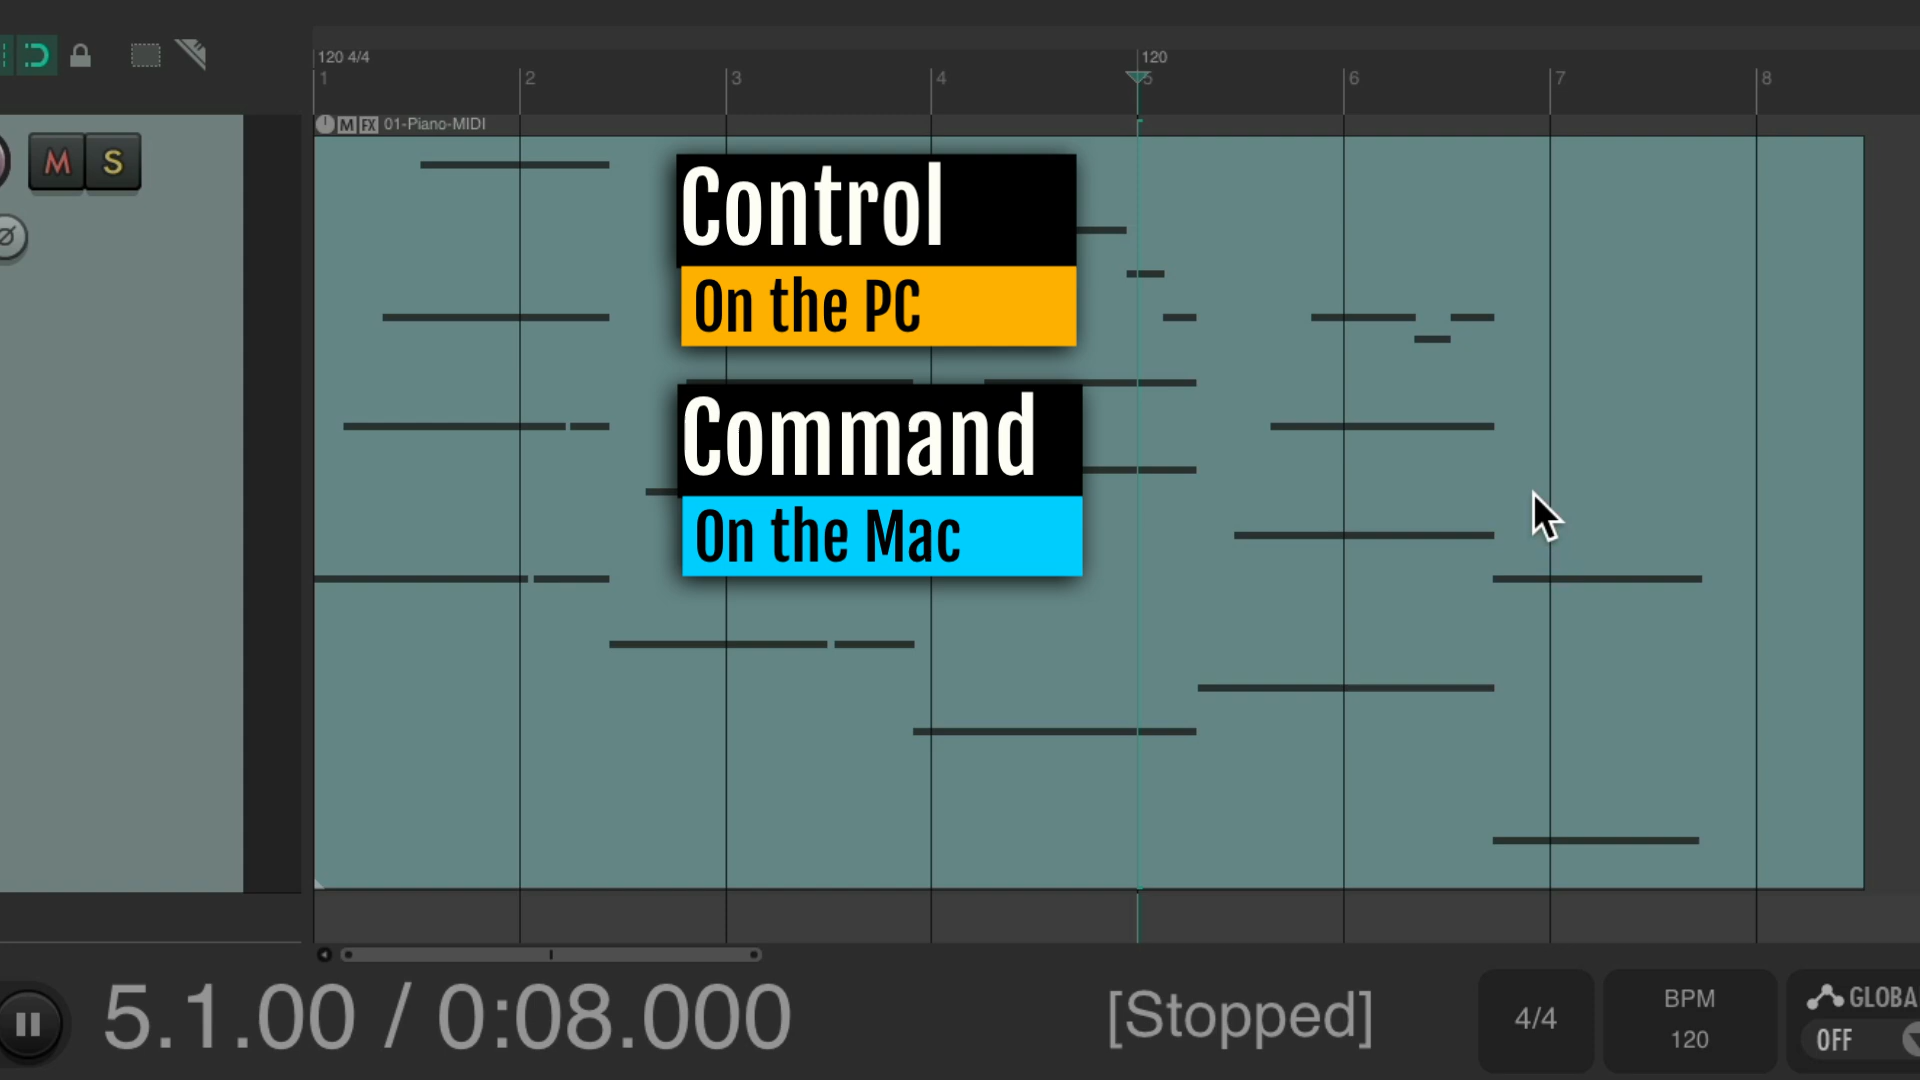 120 4/4
120
1
2
3
4
5
6
7
8
M FX 01-Piano-MIDI
M S
Control
On the PC
Command
On the Mac
5.1.00 / 0:08.000
[Stopped]
4/4
BPM
120
GLOBA
OFF